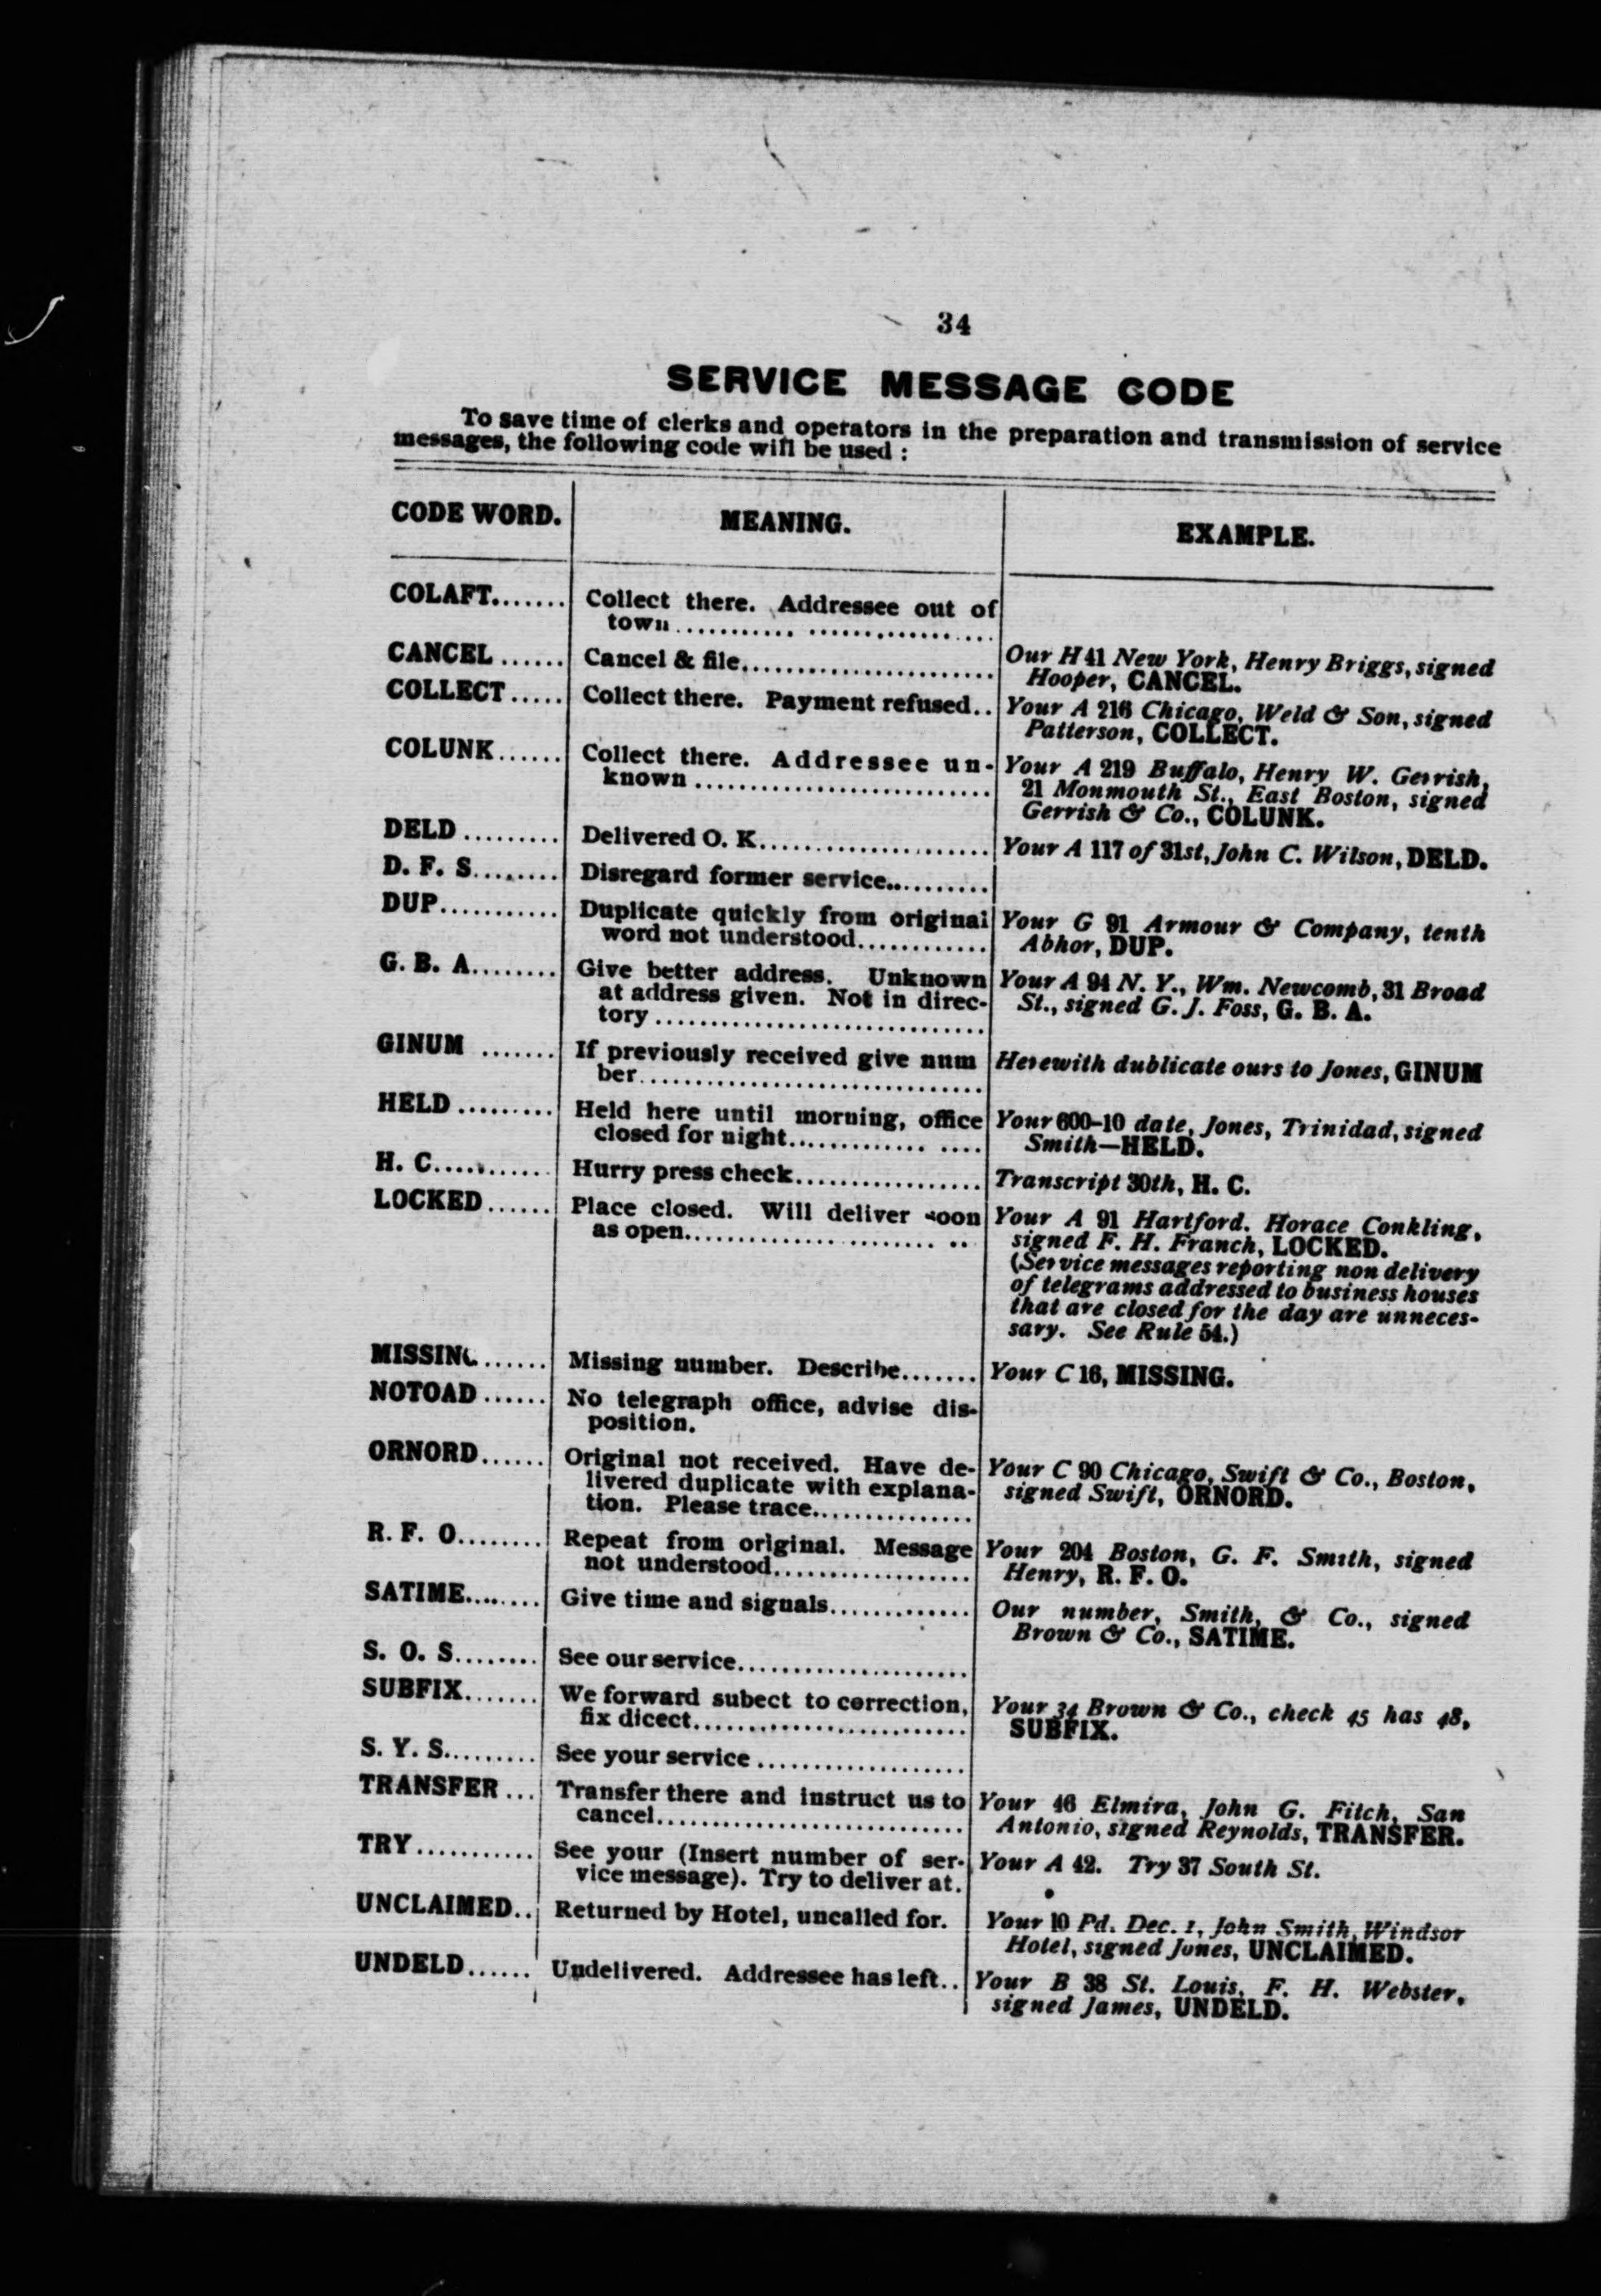 34
SERVICE MESSAGE CODE
To save time of clerks and operators in the preparation and transmission of service
messages, the following code will be used :
CODE WORD. MEANING. EXAMPLE.
COLAFT....... Collect there. Addressee out of
town............ .................
CANCEL ...... Cancel & file....................... Our H 41 New York, Henry Briggs, signed
Hooper, CANCEL.
COLLECT ..... Collect there. Payment refused.. Your A 216 Chicago, Weld & Son, signed
Patterson, COLLECT.
COLUNK...... Collect there. Addressee un- Your A 219 Buffalo, Henry W. Gerrish,
known ........................... 21 Monmouth St., East Boston, signed
Gerrish & Co., COLUNK.
DELD ......... Delivered O. K..................... Your A 117 of 31st, John C. Wilson, DELD.
D. F. S........ Disregard former service..........
DUP........... Duplicate quickly from original Your G 91 Armour & Company, tenth
word not understood............ Abhor, DUP.
G. B. A........ Give better address. Unknown Your A 94 N. Y., Wm. Newcomb, 31 Broad
at address given. Not in direc- St., signed G. J. Foss, G. B. A.
tory ..............................
GINUM ....... If previously received give num Herewith dublicate ours to Jones, GINUM
ber...............................
HELD ......... Held here until morning, office Your 600-10 date, Jones, Trinidad, signed
closed for night............. .... Smith—HELD.
H. C........... Hurry press check................. Transcript 30th, H. C.
LOCKED ...... Place closed. Will deliver soon Your A 91 Hartford. Horace Conkling,
as open....................... .. signed F. H. Franch, LOCKED.
(Service messages reporting non delivery
of telegrams addressed to business houses
that are closed for the day are unneces-
sary. See Rule 54.)
MISSING...... Missing number. Describe....... Your C 16, MISSING.
NOTOAD ...... No telegraph office, advise dis-
position.
ORNORD...... Original not received. Have de- Your C 90 Chicago, Swift & Co., Boston,
livered duplicate with explana- signed Swift, ORNORD.
tion. Please trace...............
R. F. O........ Repeat from original. Message Your 204 Boston, G. F. Smith, signed
not understood.................. Henry, R. F. O.
SATIME........ Give time and signals............. Our number, Smith, & Co., signed
Brown & Co., SATIME.
S. O. S........ See our service.....................
SUBFIX....... We forward subect to correction, Your 34 Brown & Co., check 45 has 48,
fix dicect......................... SUBFIX.
S. Y. S......... See your service ...................
TRANSFER ... Transfer there and instruct us to Your 46 Elmira, John G. Fitch, San
cancel............................ Antonio, signed Reynolds, TRANSFER.
TRY........... See your (Insert number of ser- Your A 42. Try 37 South St.
vice message). Try to deliver at.
UNCLAIMED.. Returned by Hotel, uncalled for. Your 10 Pd. Dec. 1, John Smith, Windsor
Hotel, signed Jones, UNCLAIMED.
UNDELD...... Undelivered. Addressee has left.. Your B 38 St. Louis, F. H. Webster,
signed James, UNDELD.